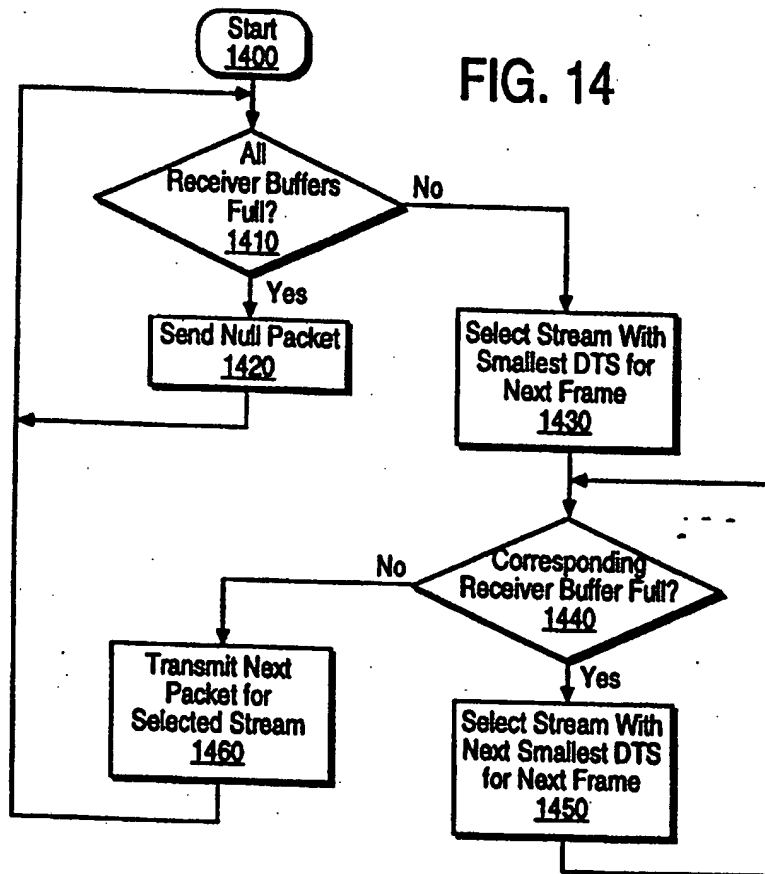 Start
1400
FIG. 14
All
Receiver Buffers
Full?
1410
No
Yes
Send Null Packet
1420
Select Stream With
Smallest DTS for
Next Frame
1430
Corresponding
Receiver Buffer Full?
1440
No
Yes
Transmit Next
Packet for
Selected Stream
1460
Select Stream With
Next Smallest DTS
for Next Frame
1450